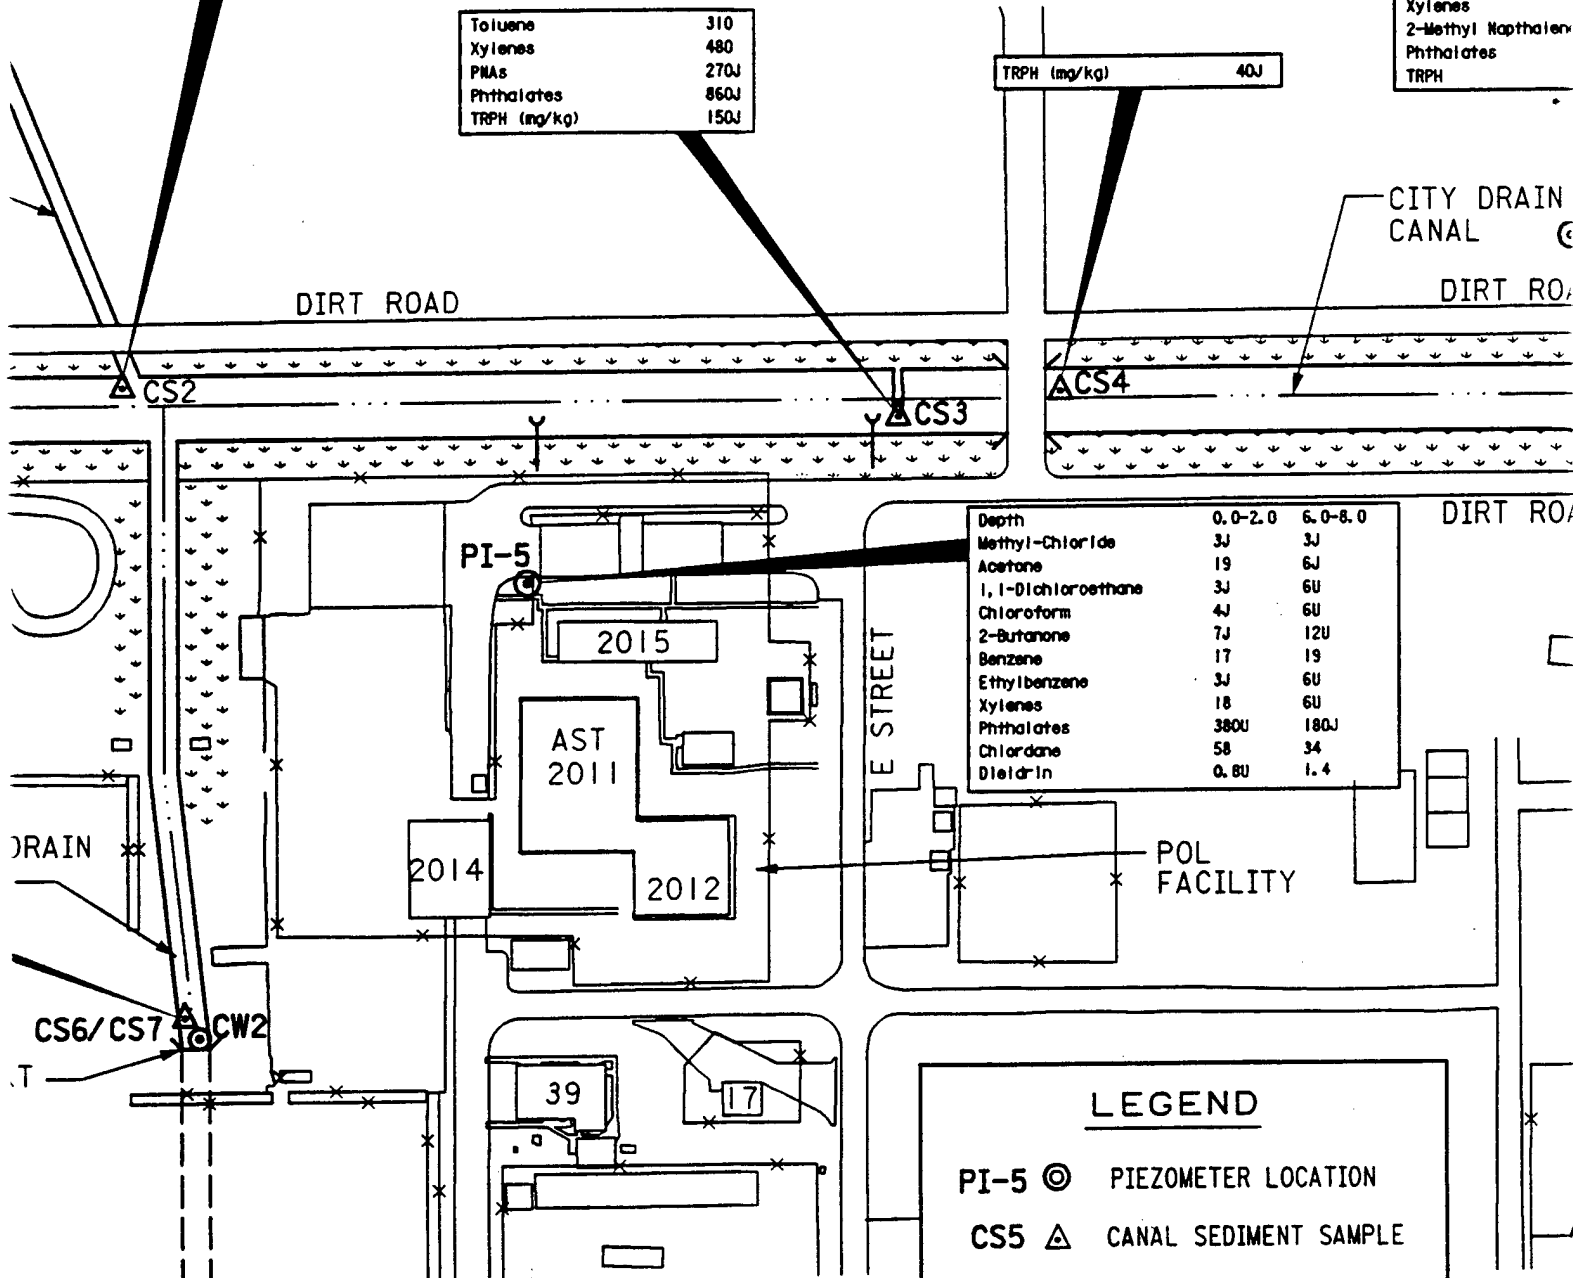 Toluene 310
Xylenes 480
PNAs 270J
Phthalates 860J
TRPH (mg/kg) 150J
TRPH (mg/kg) 40J
Xylenes
2-Methyl Napthalen
Phthalates
TRPH
CITY DRAIN
CANAL
DIRT ROAD
DIRT ROA
CS2
CS3
CS4
DIRT ROA
PI-5
Depth 0.0-2.0 6.0-8.0
Methyl-Chloride 3J 3J
Acetone 19 6J
1,1-Dichloroethane 3J 6U
Chloroform 4J 6U
2-Butanone 7J 12U
Benzene 17 19
Ethylbenzene 3J 6U
Xylenes 18 6U
Phthalates 380U 180J
Chlordane 58 34
Dieldrin 0.8U 1.4
2015
E STREET
AST
2011
DRAIN
2014
2012
POL
FACILITY
CS6/CS7
CW2
39
17
LEGEND
PI-5 PIEZOMETER LOCATION
CS5 CANAL SEDIMENT SAMPLE